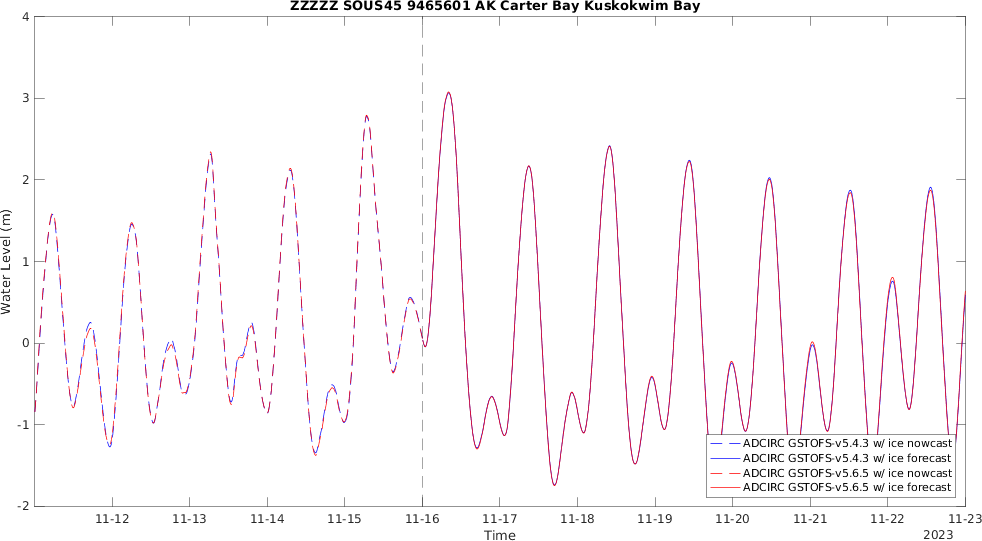 ZZZZZ SOUS45 9465601 AK Carter Bay Kuskokwim Bay
4
3
2
1
0
-1
-2
Water Level (m)
ADCIRC GSTOFS-v5.4.3 w/ ice nowcast
ADCIRC GSTOFS-v5.4.3 w/ ice forecast
ADCIRC GSTOFS-v5.6.5 w/ ice nowcast
ADCIRC GSTOFS-v5.6.5 w/ ice forecast
11-12 11-13 11-14 11-15 11-16 11-17 11-18 11-19 11-20 11-21 11-22 11-23
Time
2023